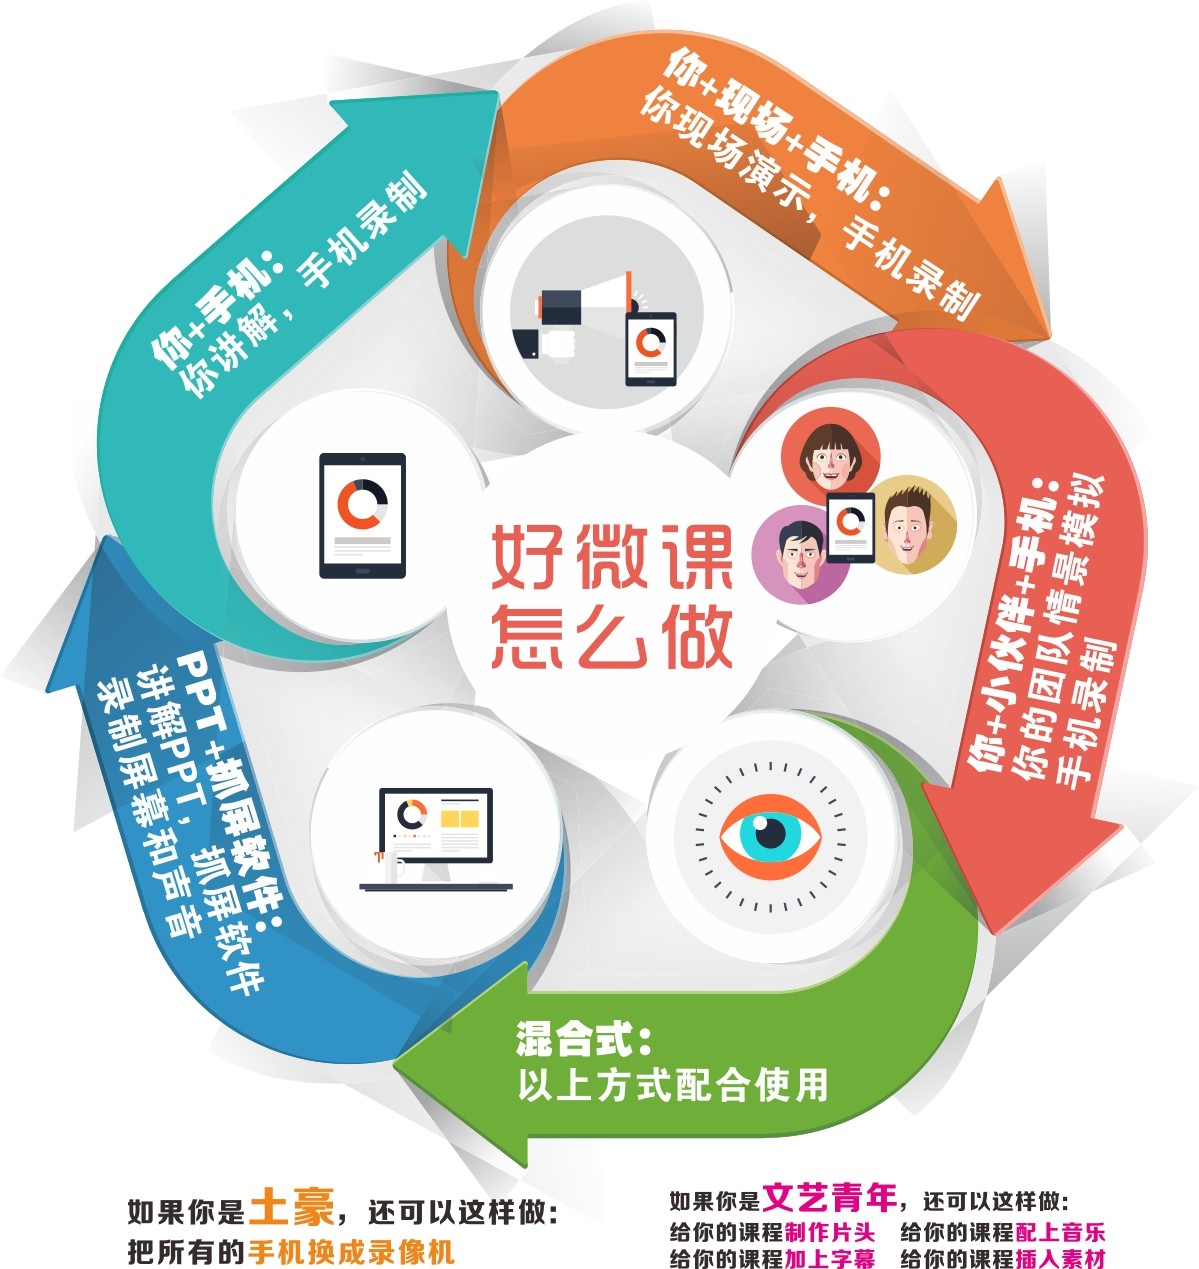 你+现场+手机：
你现场演示，手机录制
你+手机：
你讲解，手机录制
你+小伙伴+手机：
你的团队情景模拟
手机录制
好微课
怎么做
PPT+抓屏软件：
讲解PPT，抓屏软件
录制屏幕和声音
混合式：
以上方式配合使用
如果你是土豪，还可以这样做：
把所有的手机换成录像机
如果你是文艺青年，还可以这样做：
给你的课程制作片头 给你的课程配上音乐
给你的课程加上字幕 给你的课程插入素材